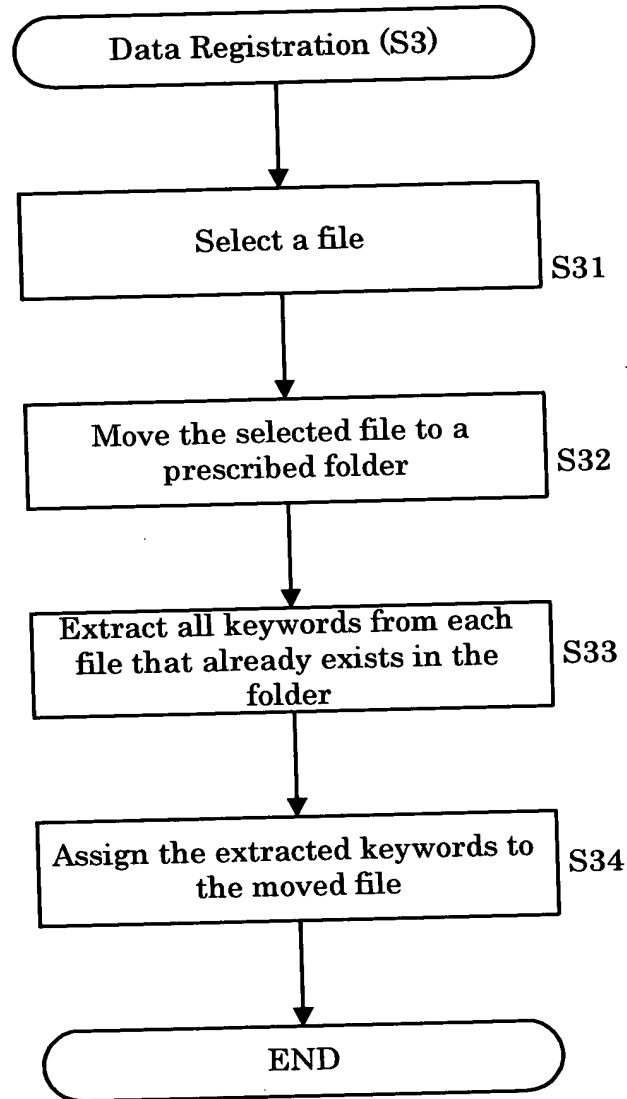 Data Registration (S3)
Select a file
S31
Move the selected file to a
prescribed folder
S32
Extract all keywords from each
file that already exists in the
folder
S33
Assign the extracted keywords to
the moved file
S34
END